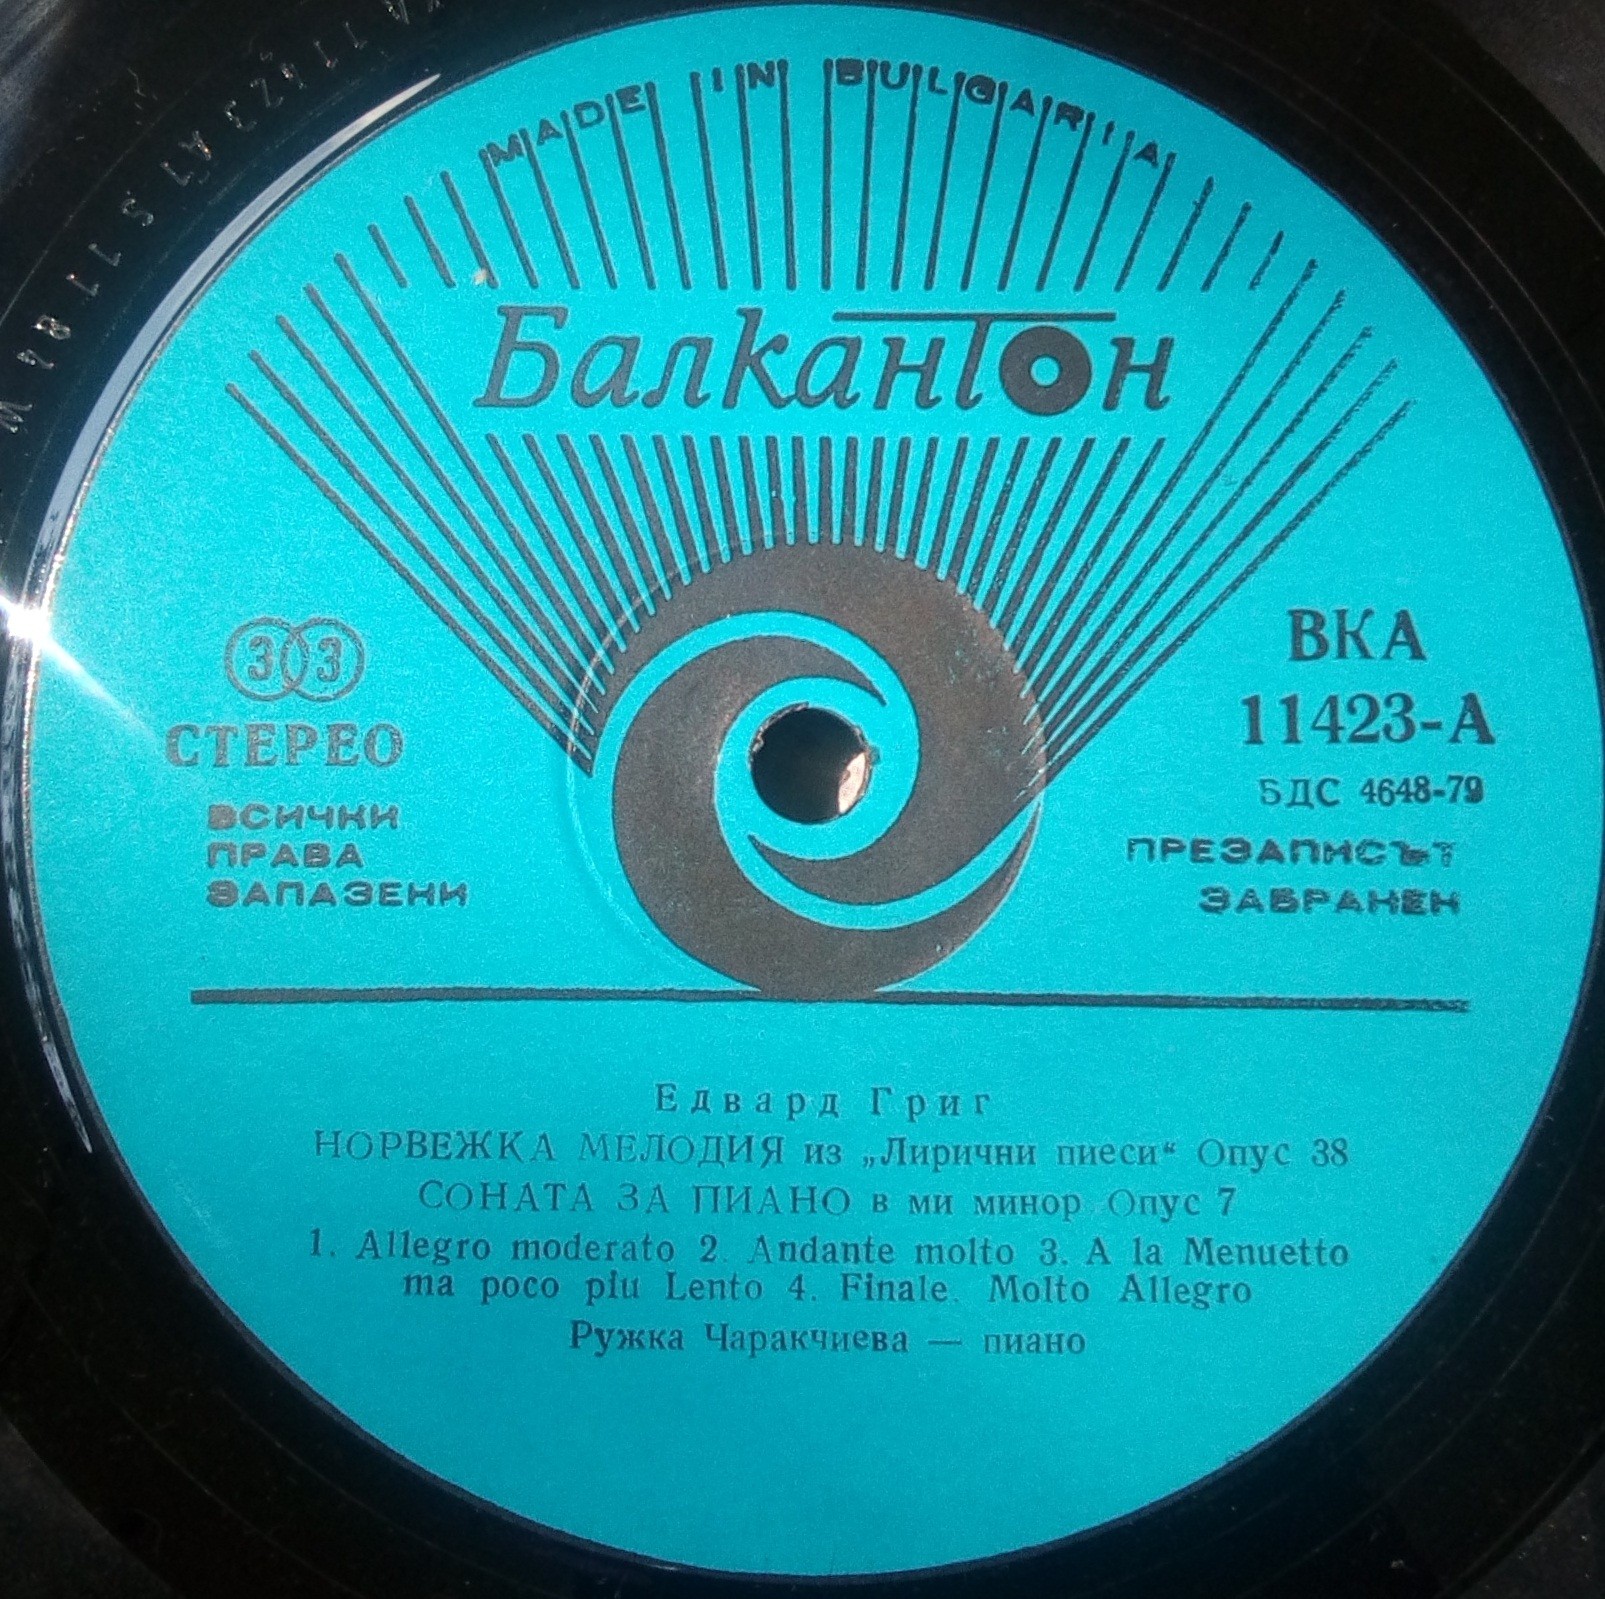 MADE IN BULGARIA
Балкантон
33
СТЕРЕО
ВСИЧКИ
ПРАВА
ЗАПАЗЕНИ
ВКА
11423-А
БДС 4648-79
ПРЕЗАПИСЪТ
ЗАБРАНЕН
Едвард Григ
НОРВЕЖКА МЕЛОДИЯ из „Лирични пиеси“ Опус 38
СОНАТА ЗА ПИАНО в ми минор Опус 7
1. Allegro moderato 2. Andante molto 3. A la Menuetto
ma poco piu Lento 4. Finale. Molto Allegro
Ружка Чаракчиева — пиано